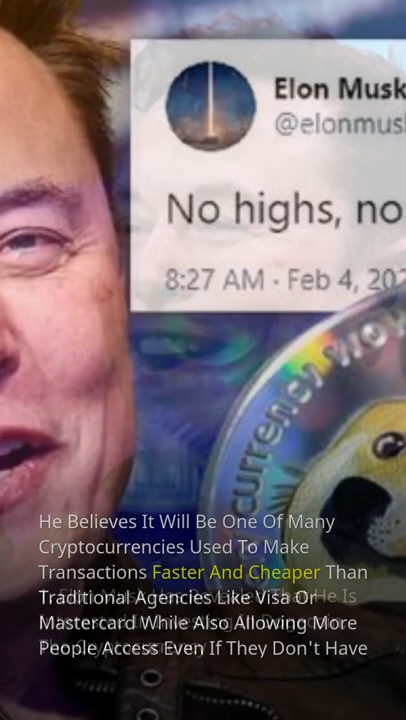 Elon Musk
@elonmus
No highs, no
8:27 AM · Feb 4, 202
currency wow
He Believes It Will Be One Of Many
Cryptocurrencies Used To Make
Transactions Faster And Cheaper Than
Traditional Agencies Like Visa Or
Mastercard While Also Allowing More
People Access Even If They Don't Have